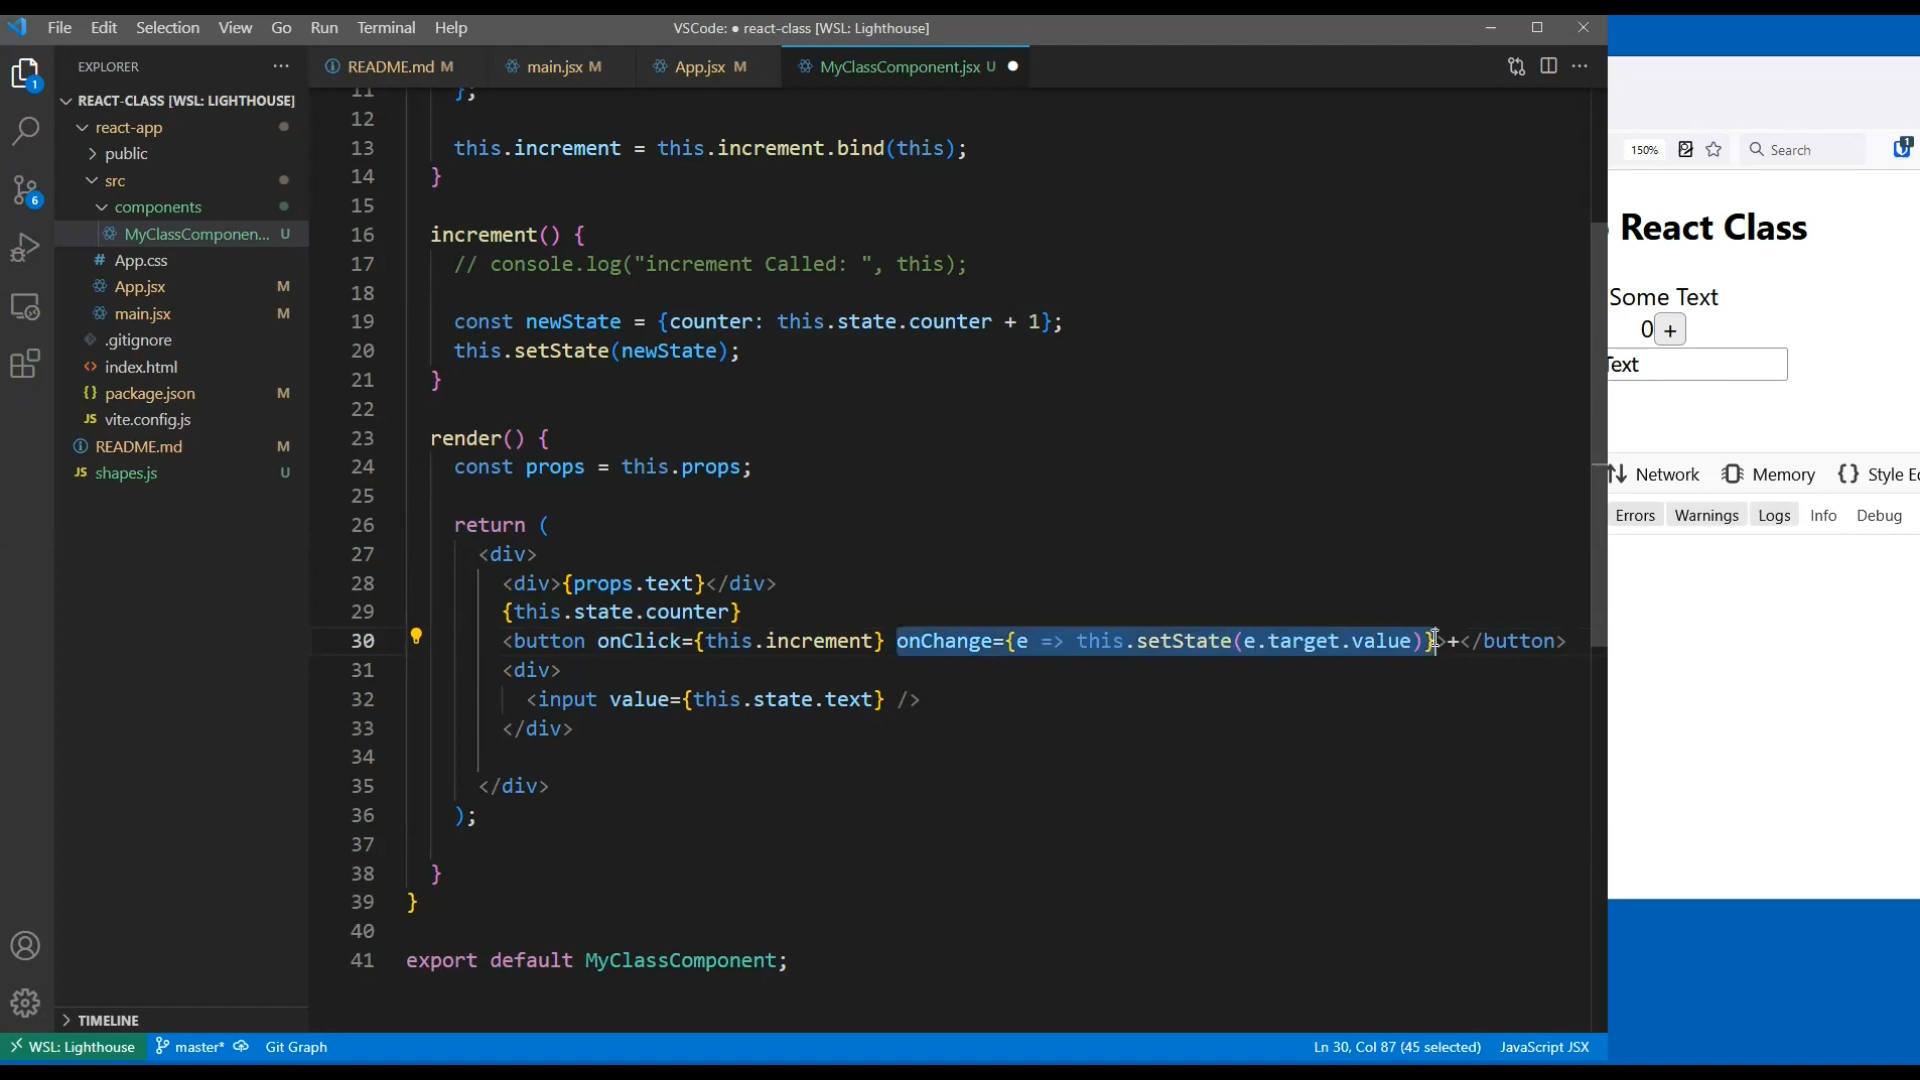 File Edit Selection View Go Run Terminal Help
VSCode: ● react-class [WSL: Lighthouse]
EXPLORER
README.md M
main.jsx M
App.jsx M
MyClassComponent.jsx U
1
REACT-CLASS [WSL: LIGHTHOUSE]
react-app
public
src
components
MyClassComponen... U
App.css
App.jsx M
main.jsx M
.gitignore
index.html
package.json M
vite.config.js
README.md M
shapes.js U
6
TIMELINE
11 };
12
13 this.increment = this.increment.bind(this);
14 }
15
16 increment() {
17 // console.log("increment Called: ", this);
18
19 const newState = {counter: this.state.counter + 1};
20 this.setState(newState);
21 }
22
23 render() {
24 const props = this.props;
25
26 return (
27 <div>
28 <div>{props.text}</div>
29 {this.state.counter}
30 <button onClick={this.increment} onChange={e => this.setState(e.target.value)}>+</button>
31 <div>
32 <input value={this.state.text} />
33 </div>
34
35 </div>
36 );
37
38 }
39 }
40
41 export default MyClassComponent;
WSL: Lighthouse master* Git Graph
Ln 30, Col 87 (45 selected) JavaScript JSX
150% Search 1
React Class
Some Text
0 +
Text
Network Memory Style Ed
Errors Warnings Logs Info Debug